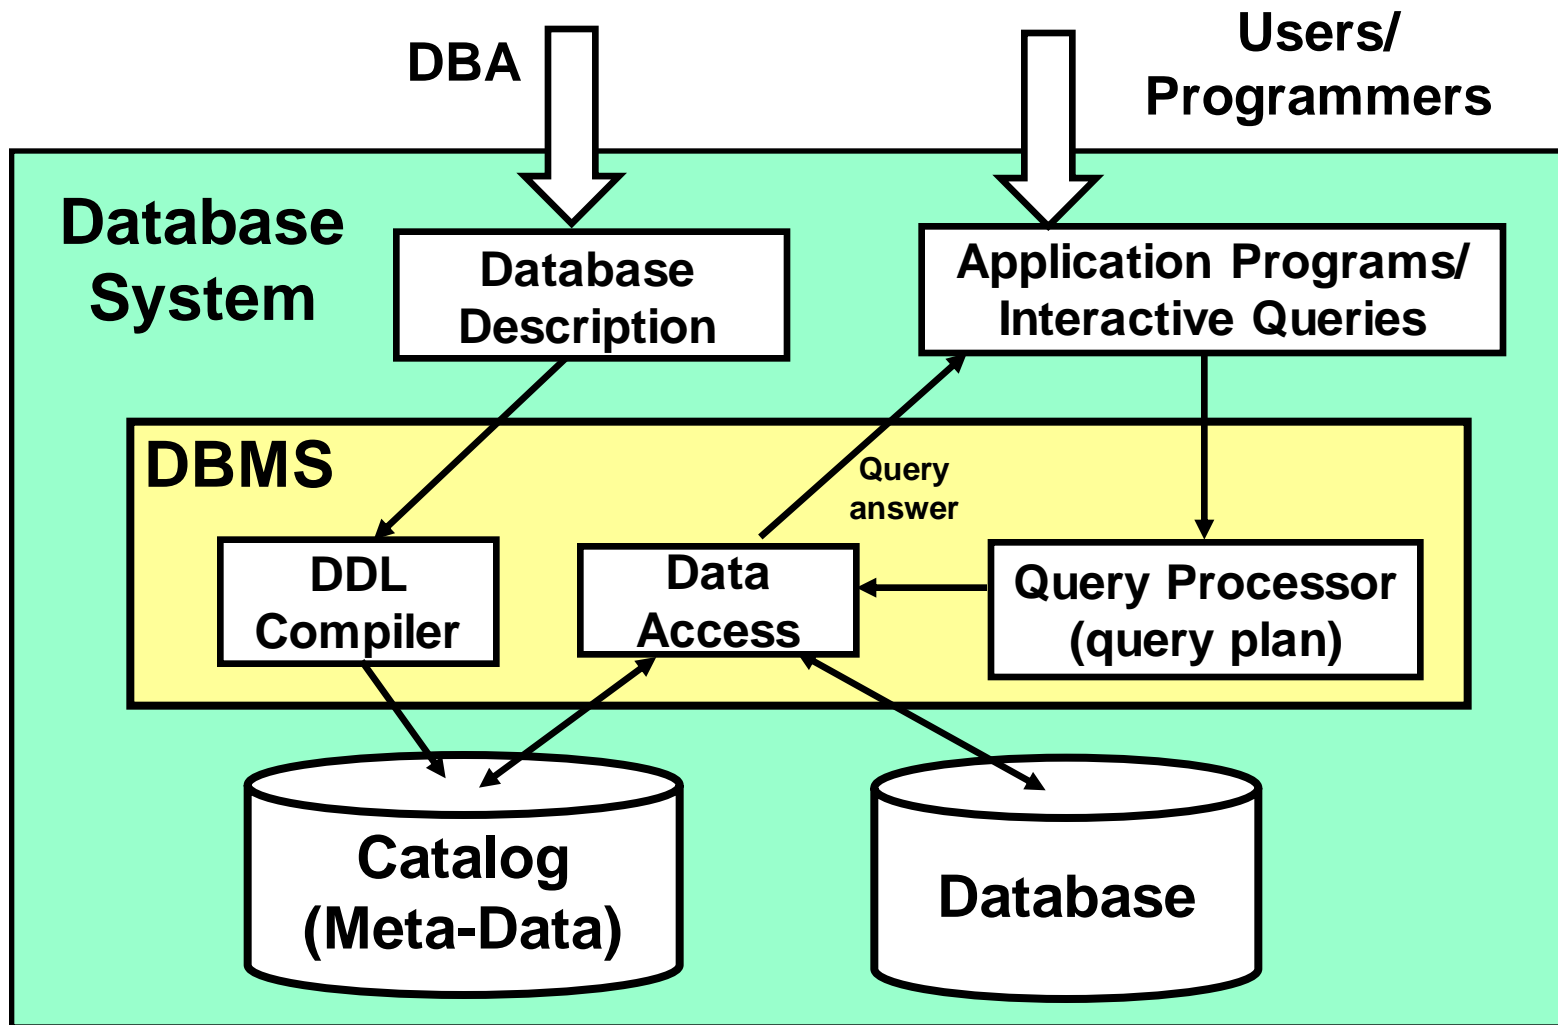 DBA
Users/
Programmers
Database
System
Database
Description
Application Programs/
Interactive Queries
DBMS
Query
answer
DDL
Compiler
Data
Access
Query Processor
(query plan)
Catalog
(Meta-Data)
Database